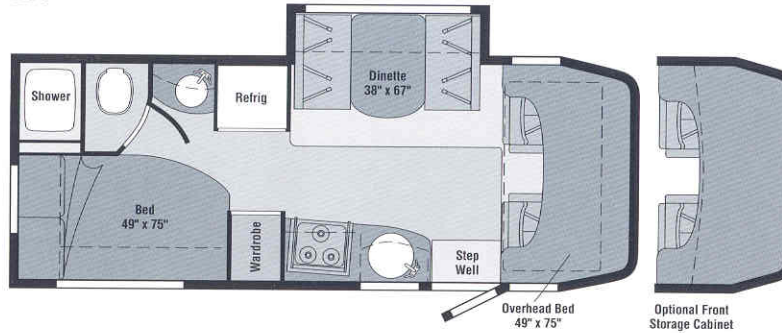 Shower
Refrig
Dinette
38" x 67"
Bed
49" x 75"
Wardrobe
Step
Well
Overhead Bed
49" x 75"
Optional Front
Storage Cabinet